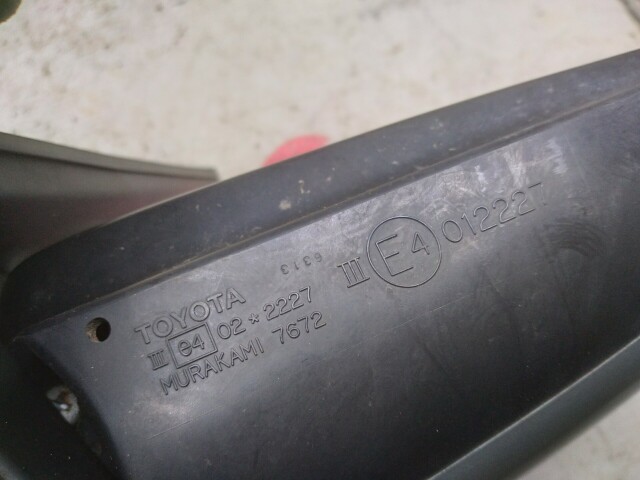 6313
III E4 012227
TOYOTA
III e4 02*2227
MURAKAMI 7672